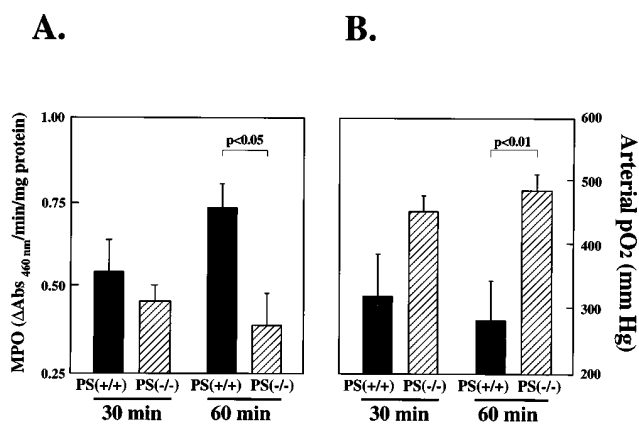 A.
B.
MPO (ΔAbs 460 nm/min/mg protein)
1.00
0.75
0.50
0.25
p<0.05
PS(+/+) PS(-/-) PS(+/+) PS(-/-)
30 min 60 min
p<0.01
600
500
400
300
200
Arterial pO2 (mm Hg)
PS(+/+) PS(-/-) PS(+/+) PS(-/-)
30 min 60 min